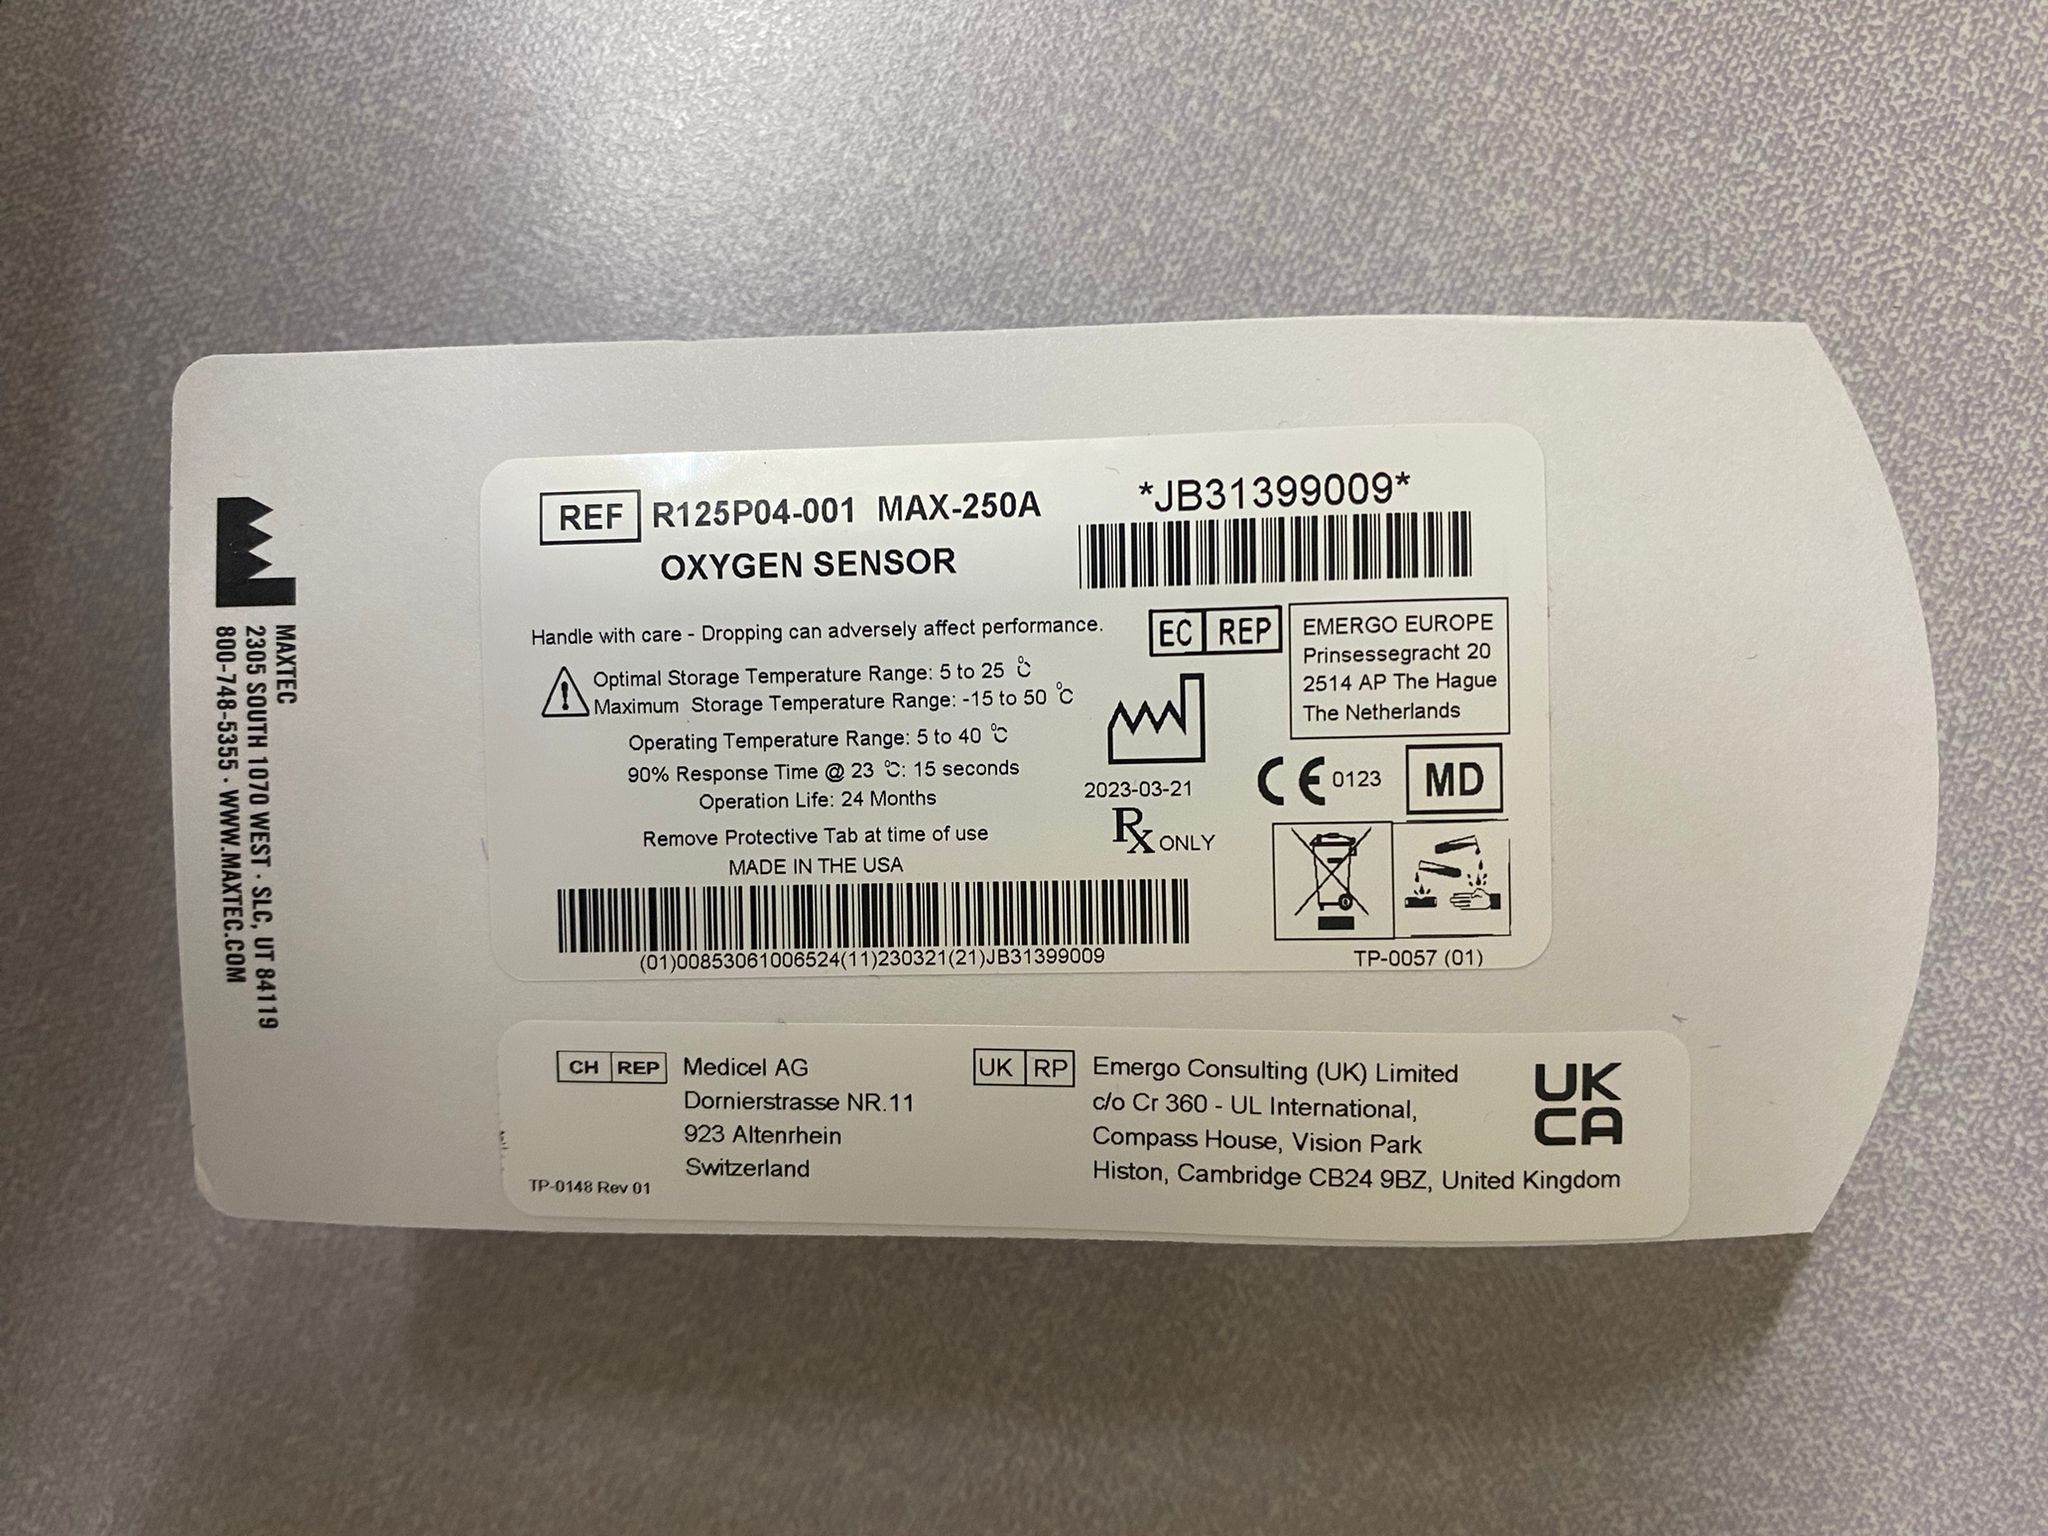 MAXTEC
2305 SOUTH 1070 WEST · SLC, UT 84119
800-748-5355 · WWW.MAXTEC.COM
REF R125P04-001 MAX-250A
OXYGEN SENSOR
*JB31399009*
Handle with care - Dropping can adversely affect performance.
Optimal Storage Temperature Range: 5 to 25 °C
Maximum Storage Temperature Range: -15 to 50 °C
Operating Temperature Range: 5 to 40 °C
90% Response Time @ 23 °C: 15 seconds
Operation Life: 24 Months
Remove Protective Tab at time of use
MADE IN THE USA
(01)00853061006524(11)230321(21)JB31399009
EC REP
EMERGO EUROPE
Prinsessegracht 20
2514 AP The Hague
The Netherlands
2023-03-21
Rx ONLY
CE 0123
MD
TP-0057 (01)
CH REP
Medicel AG
Dornierstrasse NR.11
923 Altenrhein
Switzerland
TP-0148 Rev 01
UK RP
Emergo Consulting (UK) Limited
c/o Cr 360 - UL International,
Compass House, Vision Park
Histon, Cambridge CB24 9BZ, United Kingdom
UK
CA